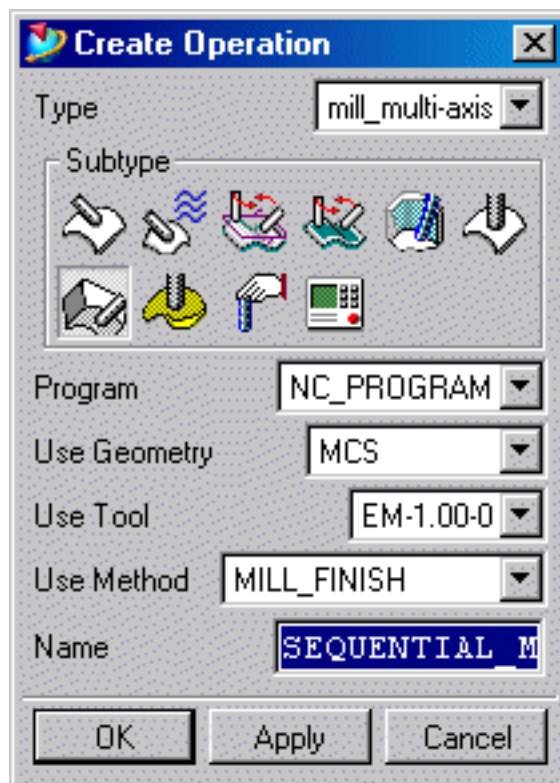 Create Operation
Type mill_multi-axis
Subtype
Program NC_PROGRAM
Use Geometry MCS
Use Tool EM-1.00-0
Use Method MILL_FINISH
Name SEQUENTIAL_M
OK Apply Cancel